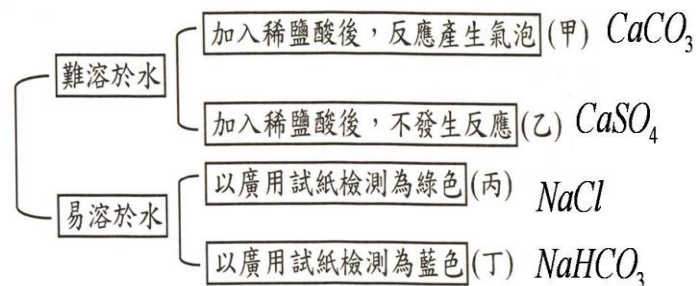 加入稀鹽酸後，反應產生氣泡(甲) CaCO₃
難溶於水
加入稀鹽酸後，不發生反應(乙) CaSO₄
以廣用試紙檢測為綠色(丙) NaCl
易溶於水
以廣用試紙檢測為藍色(丁) NaHCO₃